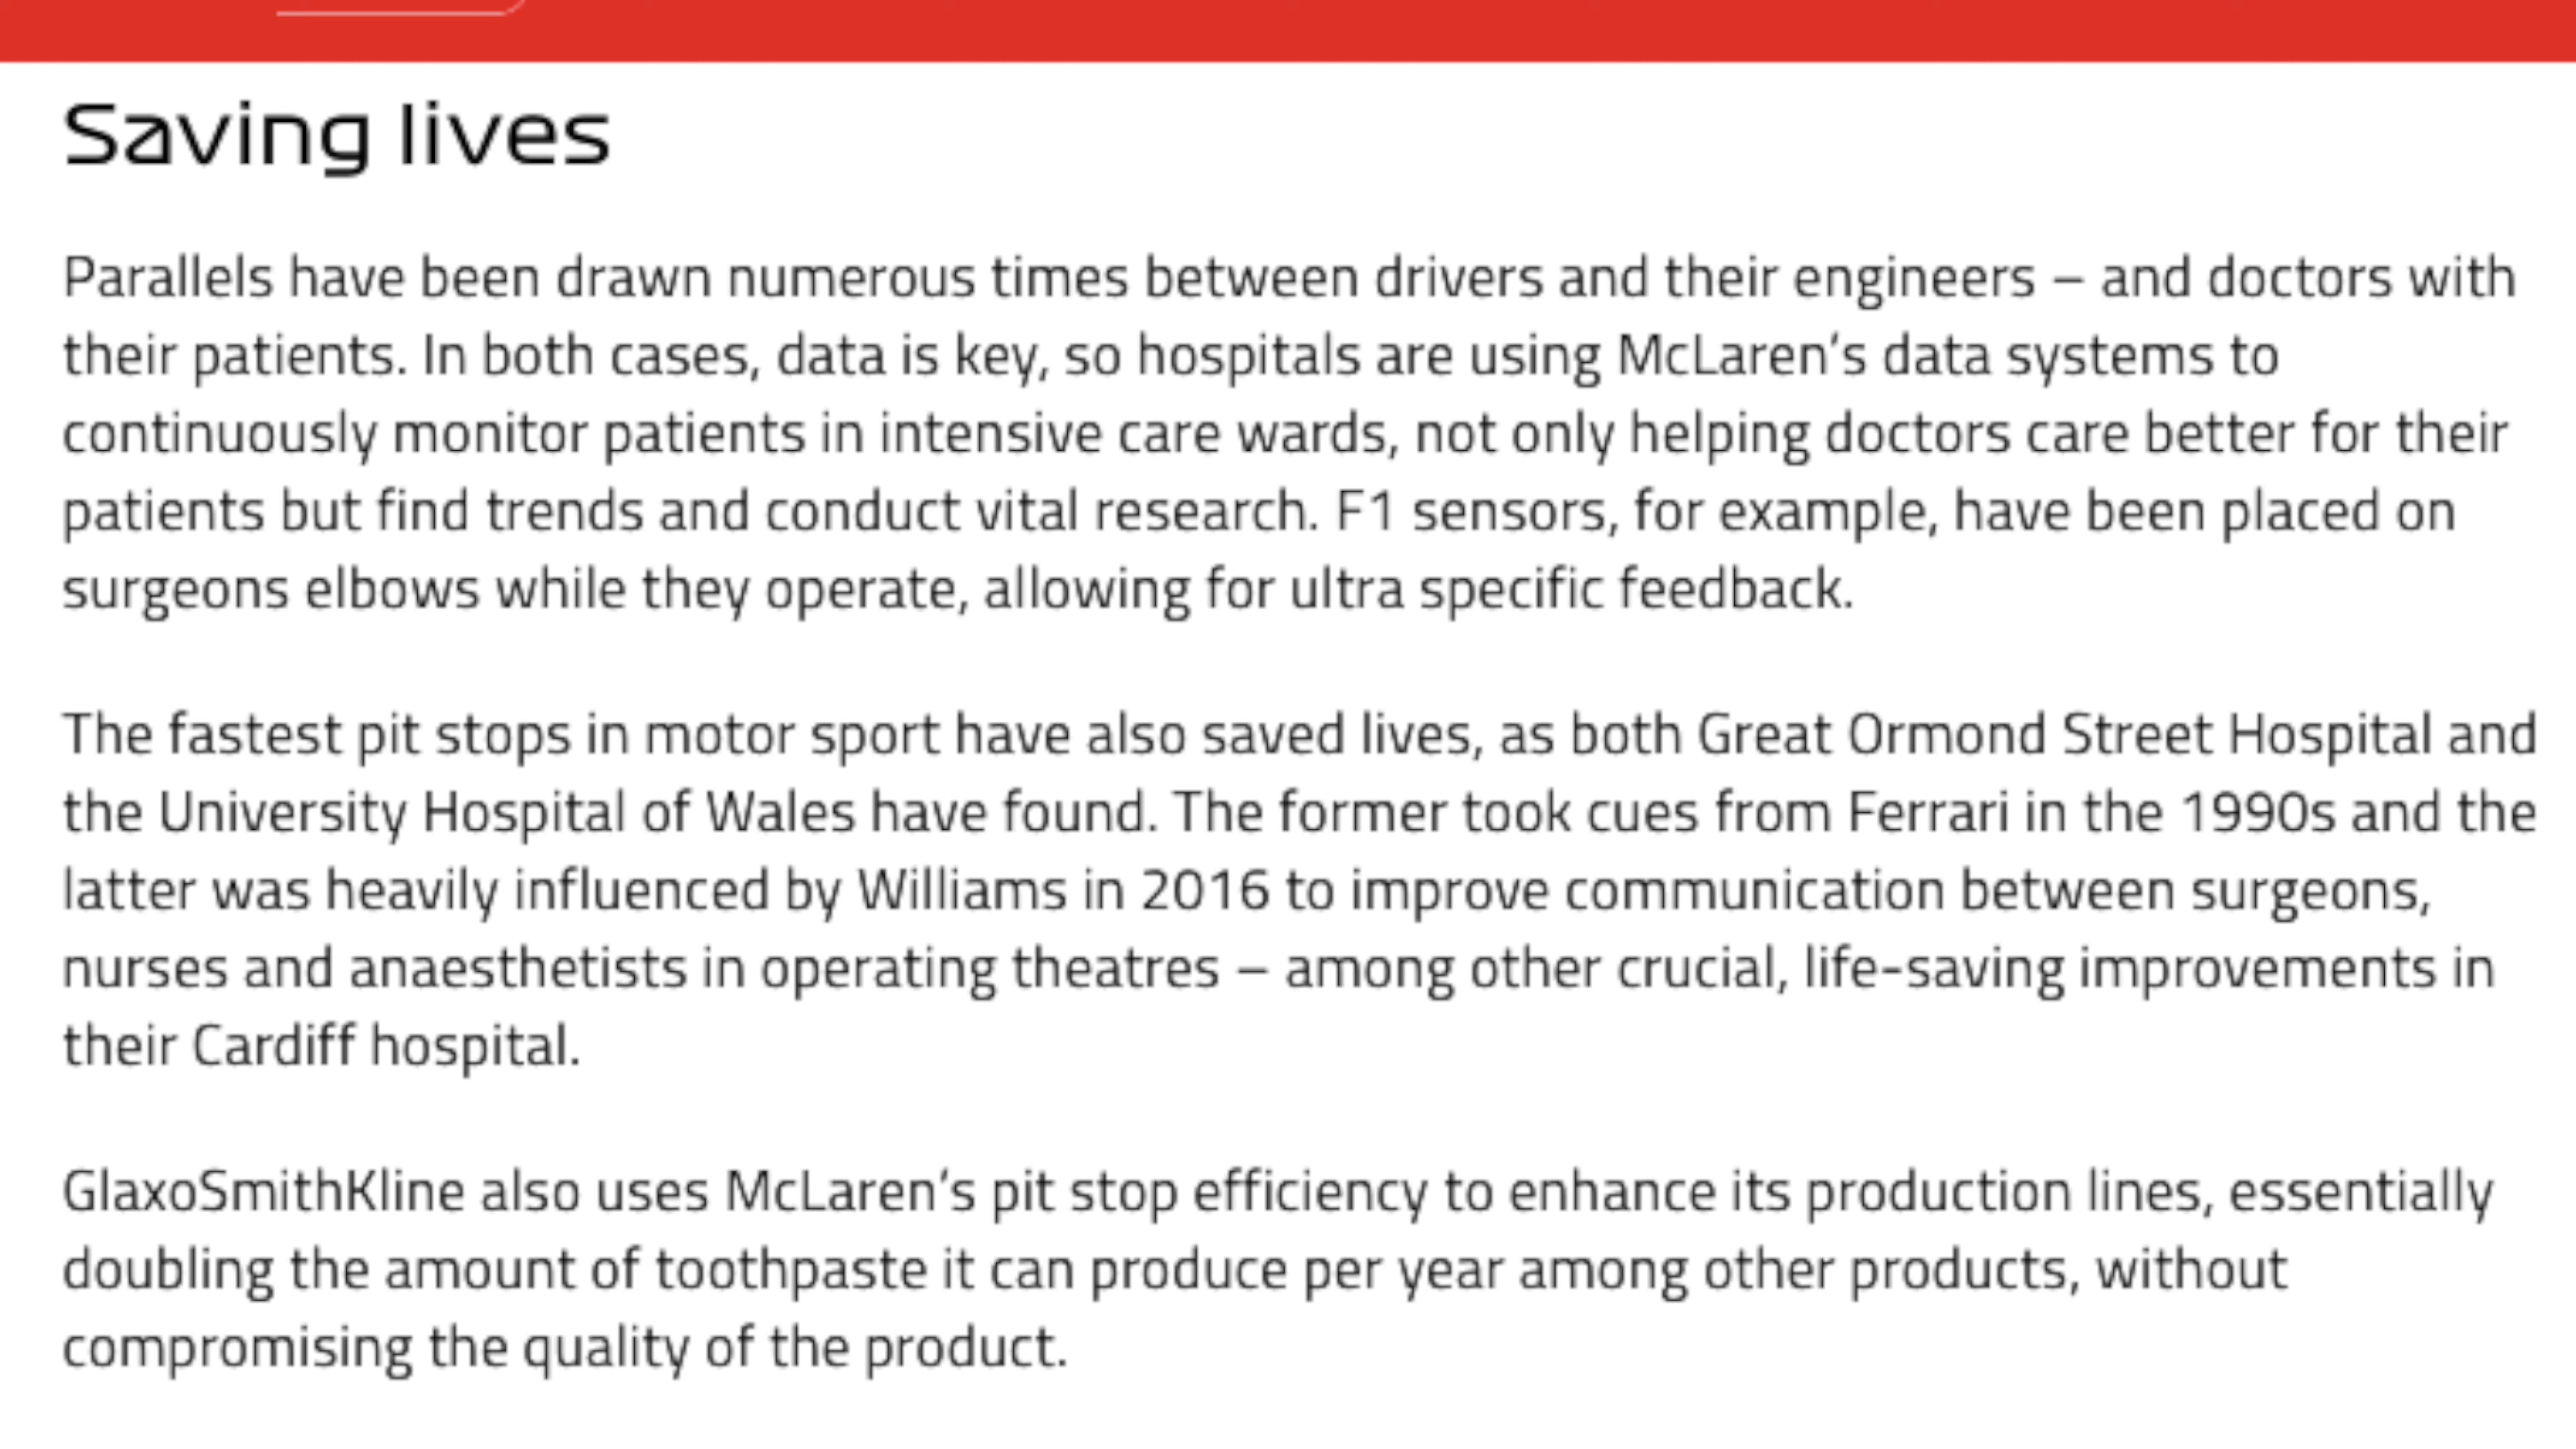 Saving lives
Parallels have been drawn numerous times between drivers and their engineers – and doctors with
their patients. In both cases, data is key, so hospitals are using McLaren’s data systems to
continuously monitor patients in intensive care wards, not only helping doctors care better for their
patients but find trends and conduct vital research. F1 sensors, for example, have been placed on
surgeons elbows while they operate, allowing for ultra specific feedback.
The fastest pit stops in motor sport have also saved lives, as both Great Ormond Street Hospital and
the University Hospital of Wales have found. The former took cues from Ferrari in the 1990s and the
latter was heavily influenced by Williams in 2016 to improve communication between surgeons,
nurses and anaesthetists in operating theatres – among other crucial, life-saving improvements in
their Cardiff hospital.
GlaxoSmithKline also uses McLaren’s pit stop efficiency to enhance its production lines, essentially
doubling the amount of toothpaste it can produce per year among other products, without
compromising the quality of the product.